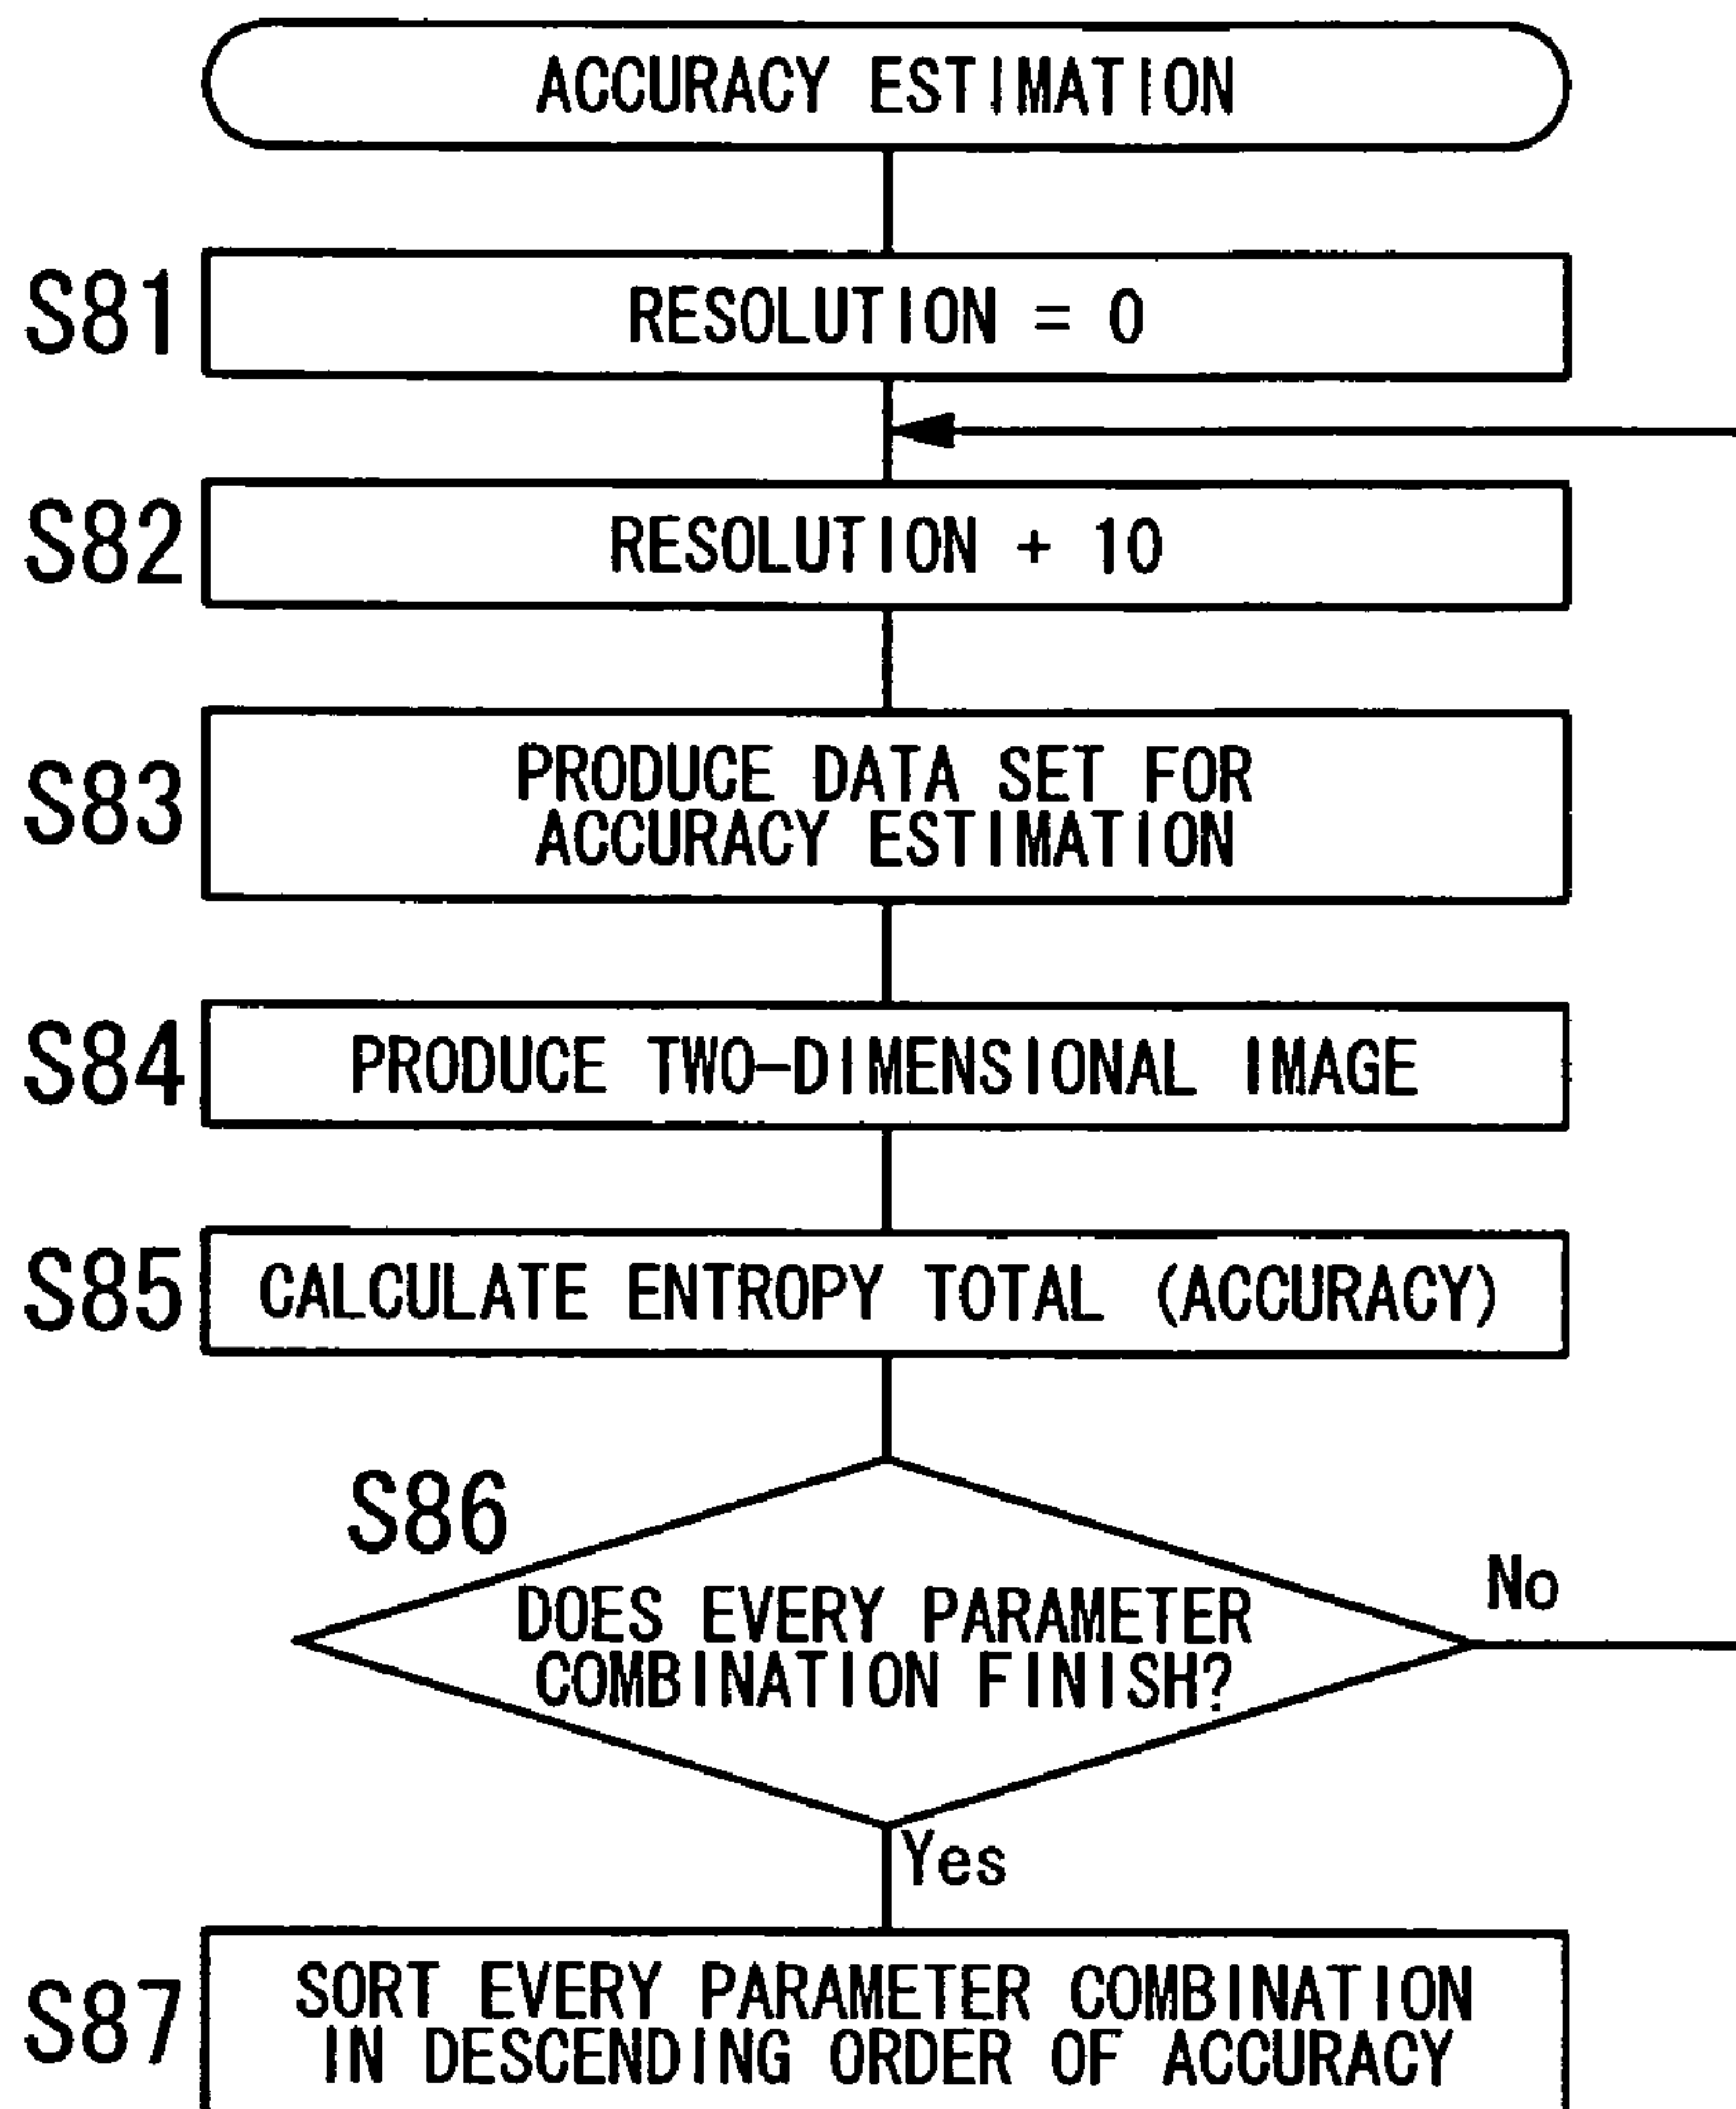 ACCURACY ESTIMATION
S81
RESOLUTION = 0
S82
RESOLUTION + 10
S83
PRODUCE DATA SET FOR
ACCURACY ESTIMATION
S84
PRODUCE TWO-DIMENSIONAL IMAGE
S85
CALCULATE ENTROPY TOTAL (ACCURACY)
S86
DOES EVERY PARAMETER
COMBINATION FINISH?
No
Yes
S87
SORT EVERY PARAMETER COMBINATION
IN DESCENDING ORDER OF ACCURACY